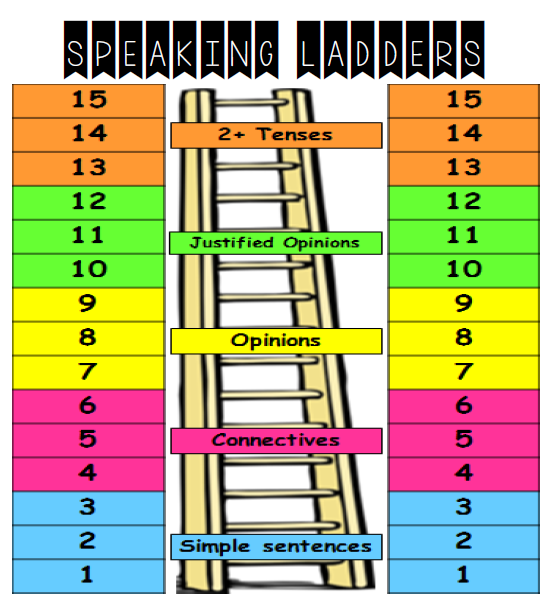 SPEAKING LADDERS
15 15
14 2+ Tenses 14
13 13
12 12
11 Justified Opinions 11
10 10
9 9
8 Opinions 8
7 7
6 6
5 Connectives 5
4 4
3 3
2 Simple sentences 2
1 1